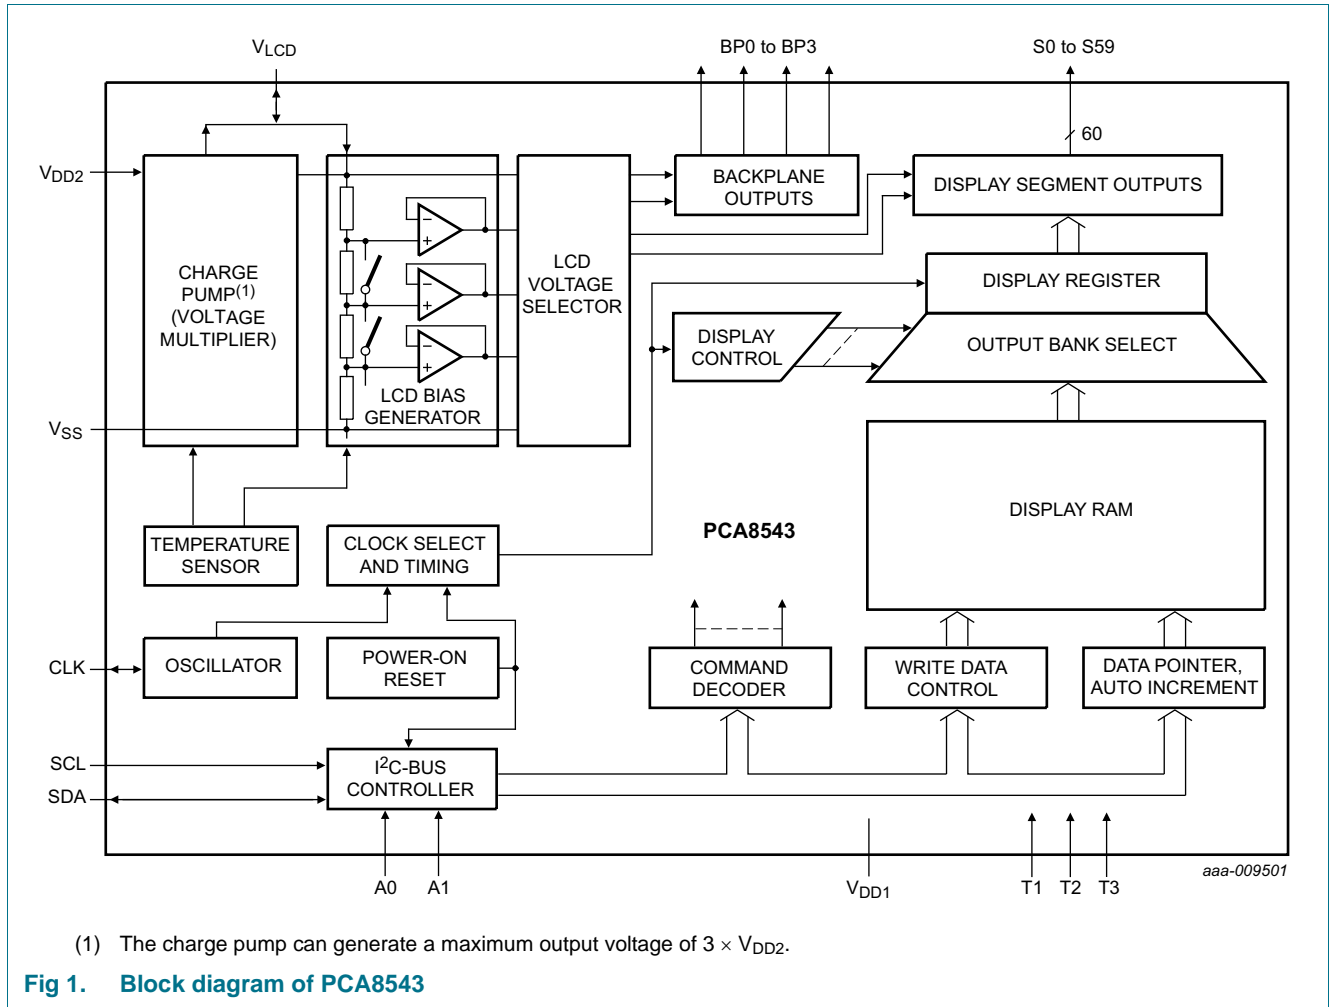 VLCD
BP0 to BP3
S0 to S59
60
VDD2
BACKPLANE
OUTPUTS
DISPLAY SEGMENT OUTPUTS
CHARGE
PUMP(1)
(VOLTAGE
MULTIPLIER)
−
+
−
+
−
+
LCD
VOLTAGE
SELECTOR
DISPLAY REGISTER
DISPLAY
CONTROL
OUTPUT BANK SELECT
LCD BIAS
GENERATOR
VSS
DISPLAY RAM
PCA8543
TEMPERATURE
SENSOR
CLOCK SELECT
AND TIMING
CLK
OSCILLATOR
POWER-ON
RESET
COMMAND
DECODER
WRITE DATA
CONTROL
DATA POINTER,
AUTO INCREMENT
SCL
SDA
I2C-BUS
CONTROLLER
A0
A1
VDD1
T1
T2
T3
aaa-009501
(1) The charge pump can generate a maximum output voltage of 3 × VDD2.
Fig 1. Block diagram of PCA8543